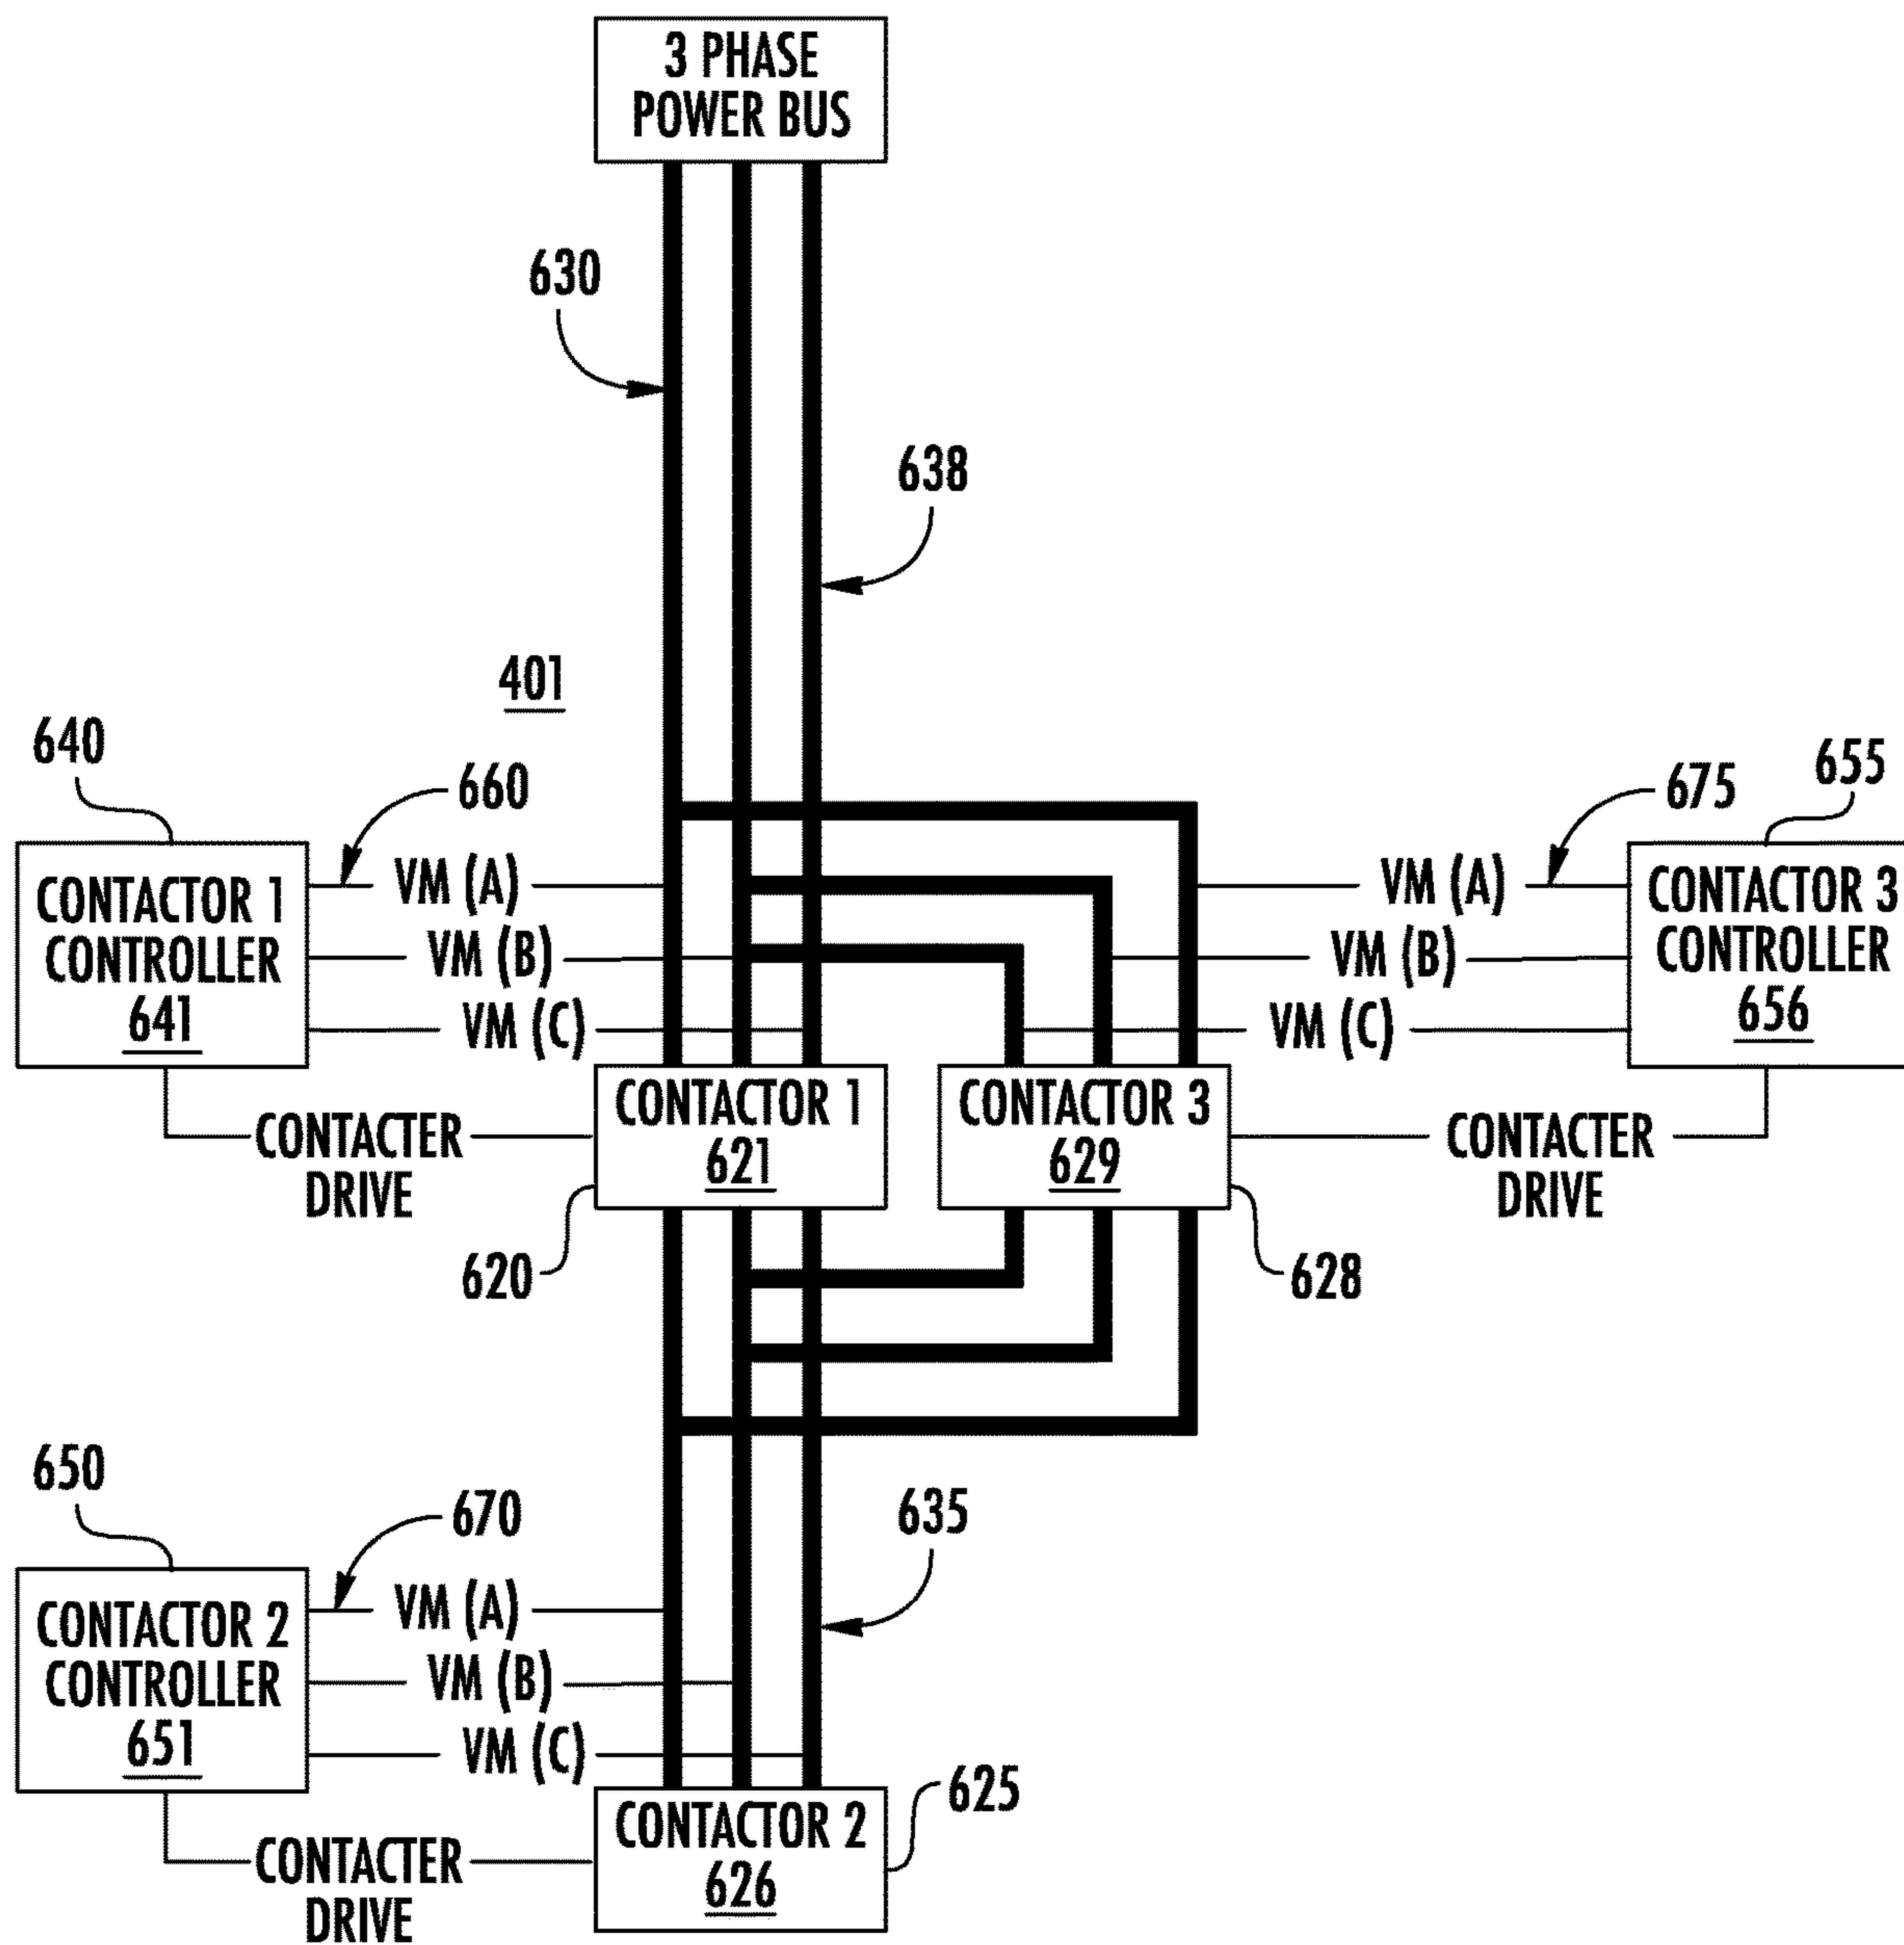 3 PHASE
POWER BUS
630
638
401
640
660
675
655
CONTACTOR 1
CONTROLLER
641
VM (A)
VM (B)
VM (C)
VM (A)
VM (B)
VM (C)
CONTACTOR 3
CONTROLLER
656
CONTACTER
DRIVE
CONTACTOR 1
621
CONTACTOR 3
629
CONTACTER
DRIVE
620
628
650
670
635
CONTACTOR 2
CONTROLLER
651
VM (A)
VM (B)
VM (C)
625
CONTACTER
DRIVE
CONTACTOR 2
626